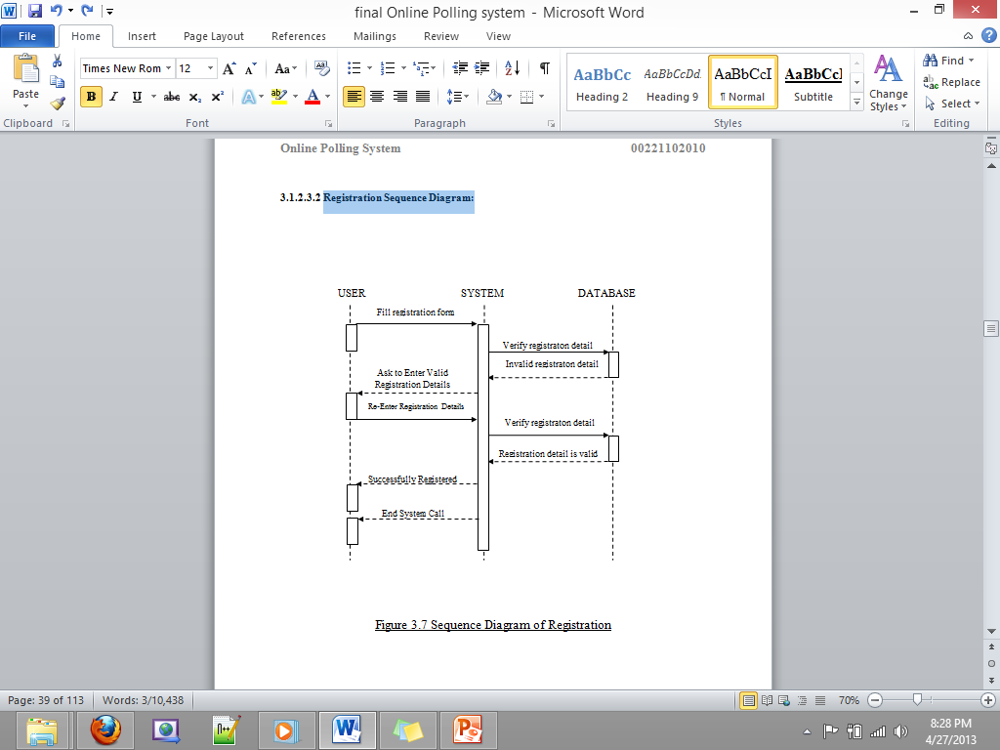 final Online Polling system - Microsoft Word
File Home Insert Page Layout References Mailings Review View
Paste
Times New Rom 12
Clipboard Font Paragraph Styles Editing
AaBbCc AaBbCcDd. AaBbCcI AaBbCcl
Heading 2 Heading 9 ¶ Normal Subtitle
Change Styles
Find
Replace
Select
Online Polling System 00221102010
3.1.2.3.2 Registration Sequence Diagram:
USER SYSTEM DATABASE
Fill registration form
Verify registraton detail
Invalid registraton detail
Ask to Enter Valid
Registration Details
Re-Enter Registration Details
Verify registraton detail
Registration detail is valid
Successfully Registered
End System Call
Figure 3.7 Sequence Diagram of Registration
Page: 39 of 113 Words: 3/10,438 70%
8:28 PM
4/27/2013